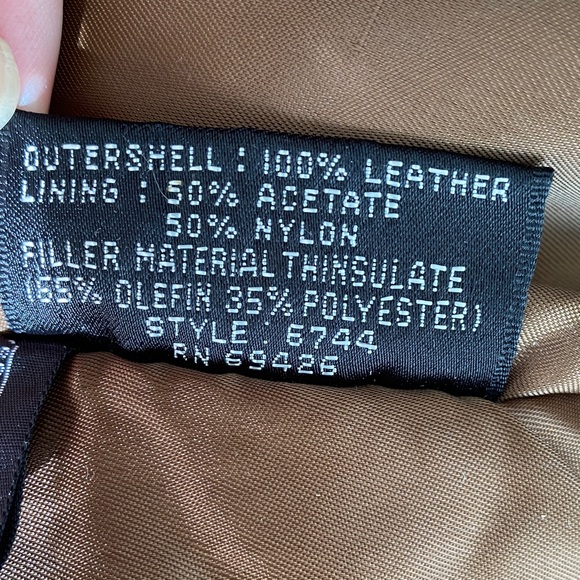 OUTERSHELL : 100% LEATHER
LINING : 50% ACETATE
50% NYLON
FILLER MATERIAL THINSULATE
(65% OLEFIN 35% POLYESTER)
STYLE 6744
RN 69426